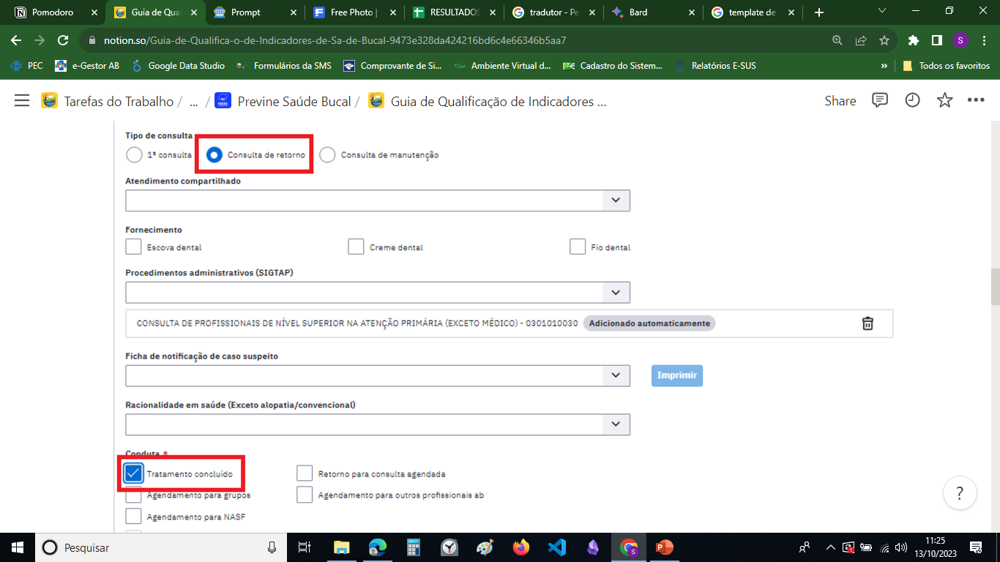 Pomodoro
Guia de Qual
Prompt
Free Photo |
RESULTADOS
tradutor - Pe
Bard
template de
notion.so/Guia-de-Qualifica-o-de-Indicadores-de-Sa-de-Bucal-9473e328da424216bd6c4e66346b5aa7
S
PEC
e-Gestor AB
Google Data Studio
Formulários da SMS
Comprovante de Si...
Ambiente Virtual d...
Cadastro do Sistem...
Relatórios E-SUS
»
Todos os favoritos
Tarefas do Trabalho / ... / Previne Saúde Bucal / Guia de Qualificação de Indicadores ...
Share
Tipo de consulta
1ª consulta
Consulta de retorno
Consulta de manutenção
Atendimento compartilhado
Fornecimento
Escova dental
Creme dental
Fio dental
Procedimentos administrativos (SIGTAP)
CONSULTA DE PROFISSIONAIS DE NÍVEL SUPERIOR NA ATENÇÃO PRIMÁRIA (EXCETO MÉDICO) - 0301010030
Adicionado automaticamente
Ficha de notificação de caso suspeito
Imprimir
Racionalidade em saúde (Exceto alopatia/convencional)
Conduta *
Tratamento concluído
Retorno para consulta agendada
Agendamento para grupos
Agendamento para outros profissionais ab
Agendamento para NASF
?
Pesquisar
11:25
13/10/2023